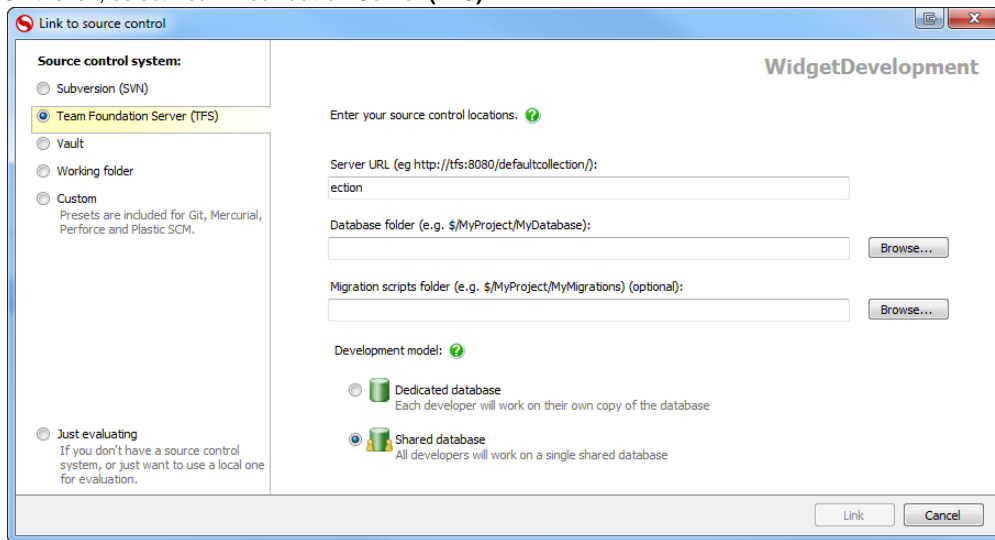 Link to source control
Source control system:
WidgetDevelopment
Subversion (SVN)
Team Foundation Server (TFS)
Enter your source control locations.
Vault
Working folder
Server URL (eg http://tfs:8080/defaultcollection/):
ection
Custom
Presets are included for Git, Mercurial,
Perforce and Plastic SCM.
Database folder (e.g. $/MyProject/MyDatabase):
Browse...
Migration scripts folder (e.g. $/MyProject/MyMigrations) (optional):
Browse...
Development model:
Dedicated database
Each developer will work on their own copy of the database
Just evaluating
If you don't have a source control
system, or just want to use a local one
for evaluation.
Shared database
All developers will work on a single shared database
Link
Cancel